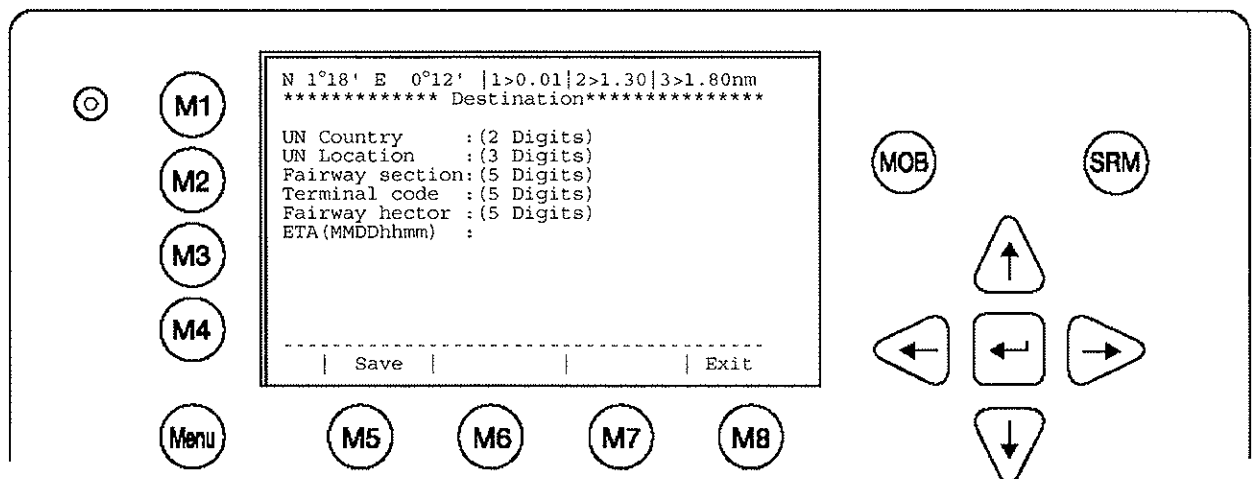 N 1°18' E 0°12' |1>0.01|2>1.30|3>1.80nm
************* Destination***************
UN Country :(2 Digits)
UN Location :(3 Digits)
Fairway section:(5 Digits)
Terminal code :(5 Digits)
Fairway hector :(5 Digits)
ETA(MMDDhhmm) :
----------------------------------------
| Save | | | Exit
M1
M2
M3
M4
Menu
M5
M6
M7
M8
MOB
SRM